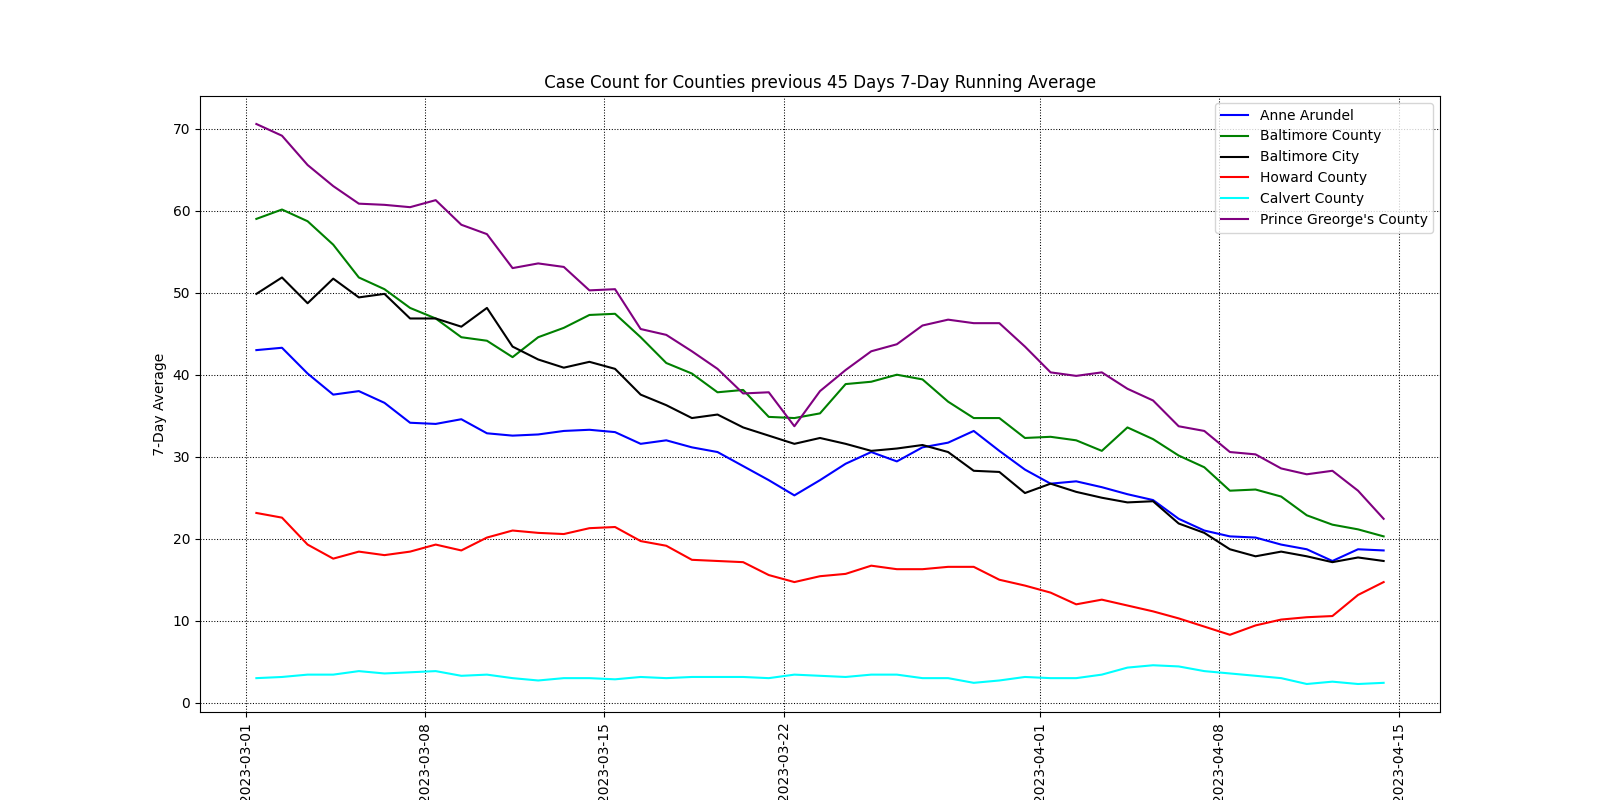 Case Count for Counties previous 45 Days 7-Day Running Average
Anne Arundel
Baltimore County
Baltimore City
Howard County
Calvert County
Prince Greorge's County
7-Day Average
70
60
50
40
30
20
10
0
2023-03-01
2023-03-08
2023-03-15
2023-03-22
2023-04-01
2023-04-08
2023-04-15